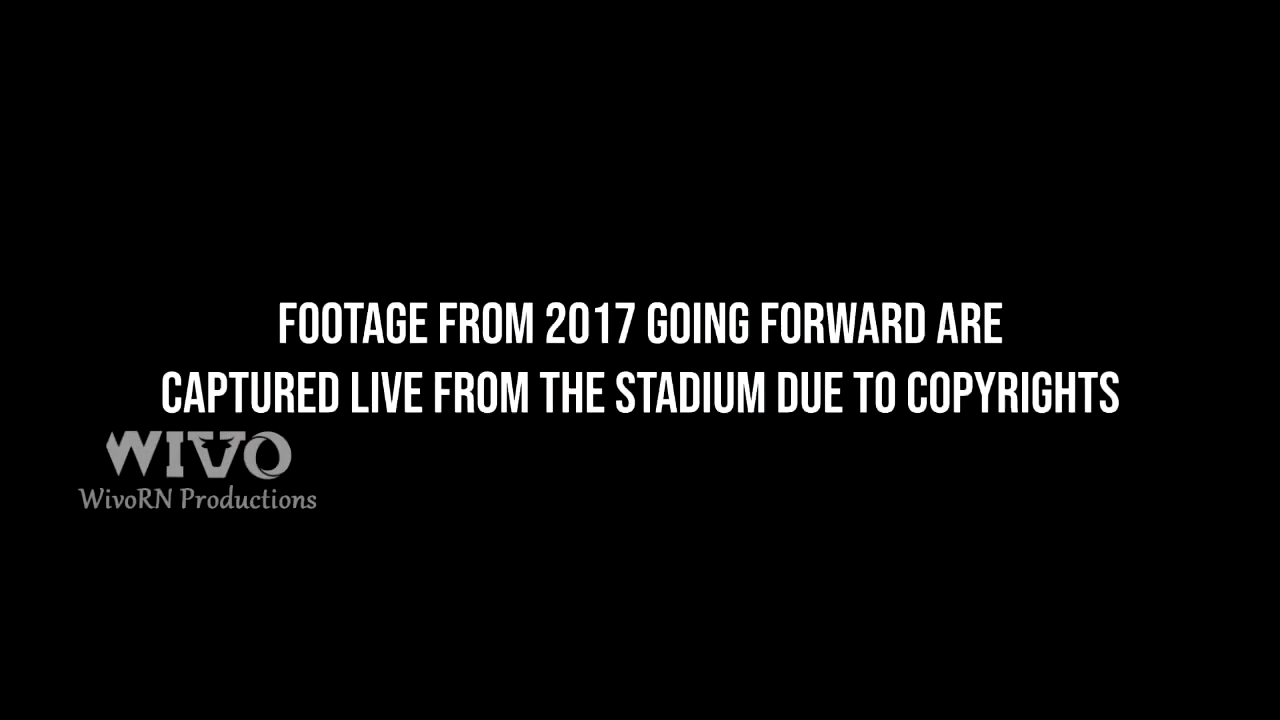 FOOTAGE FROM 2017 GOING FORWARD ARE
CAPTURED LIVE FROM THE STADIUM DUE TO COPYRIGHTS
WIVO
WivoRN Productions